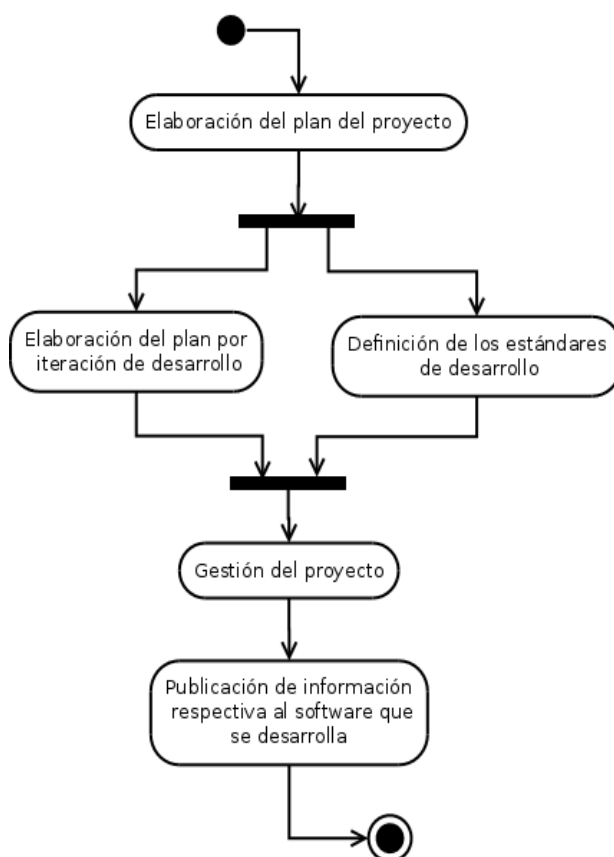 Elaboración del plan del proyecto
Elaboración del plan por
iteración de desarrollo
Definición de los estándares
de desarrollo
Gestión del proyecto
Publicación de información
respectiva al software que
se desarrolla